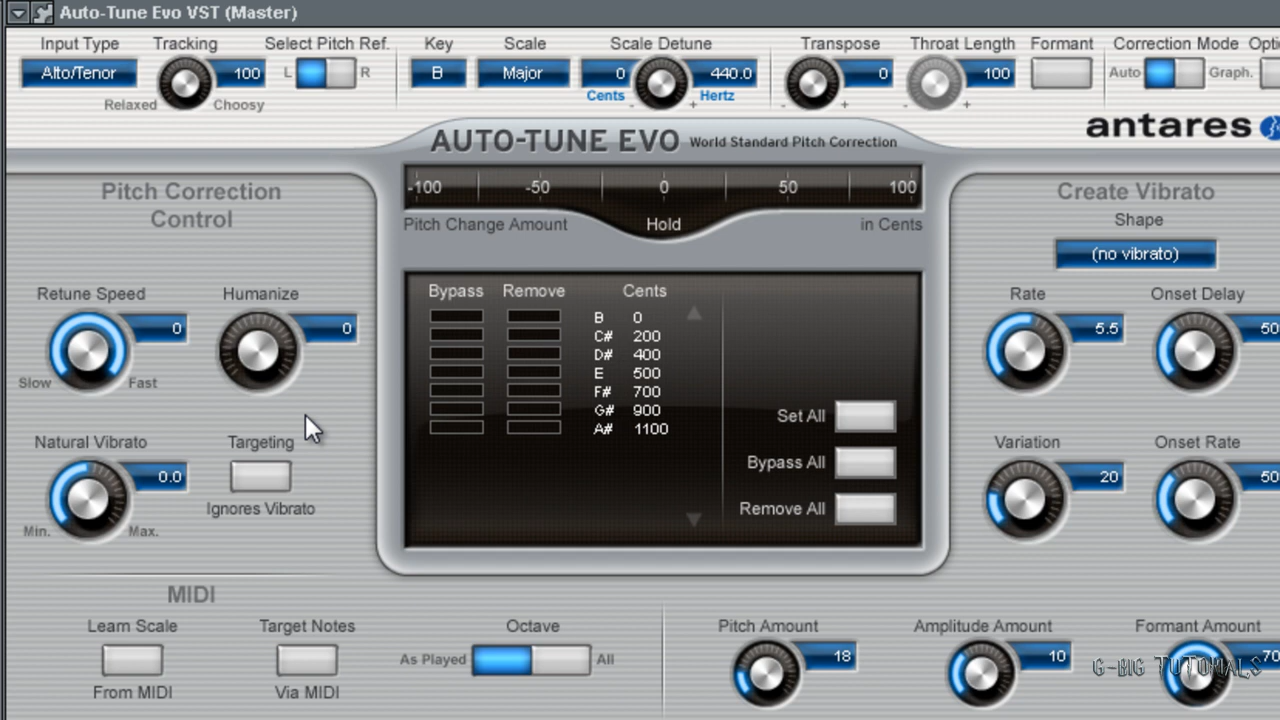 Auto-Tune Evo VST (Master)
Input Type Tracking Select Pitch Ref. Key Scale Scale Detune Transpose Throat Length Formant Correction Mode
Alto/Tenor 100 L R B Major 0 440.0 0 100 Auto Graph.
Relaxed Choosy Cents - + Hertz - + - +
antares
AUTO-TUNE EVO World Standard Pitch Correction
Pitch Correction
Control
-100 -50 0 50 100
Pitch Change Amount Hold in Cents
Create Vibrato
Shape
(no vibrato)
Retune Speed Humanize
0 0
Slow Fast
Natural Vibrato Targeting
0.0
Ignores Vibrato
Min. Max.
Bypass Remove Cents
B 0
C# 200
D# 400
E 500
F# 700
G# 900
A# 1100
Set All
Bypass All
Remove All
Rate Onset Delay
5.5 50
Variation Onset Rate
20 50
MIDI
Learn Scale Target Notes Octave
As Played All
From MIDI Via MIDI
Pitch Amount Amplitude Amount Formant Amount
18 10 70
G-BIG TUTORIALS